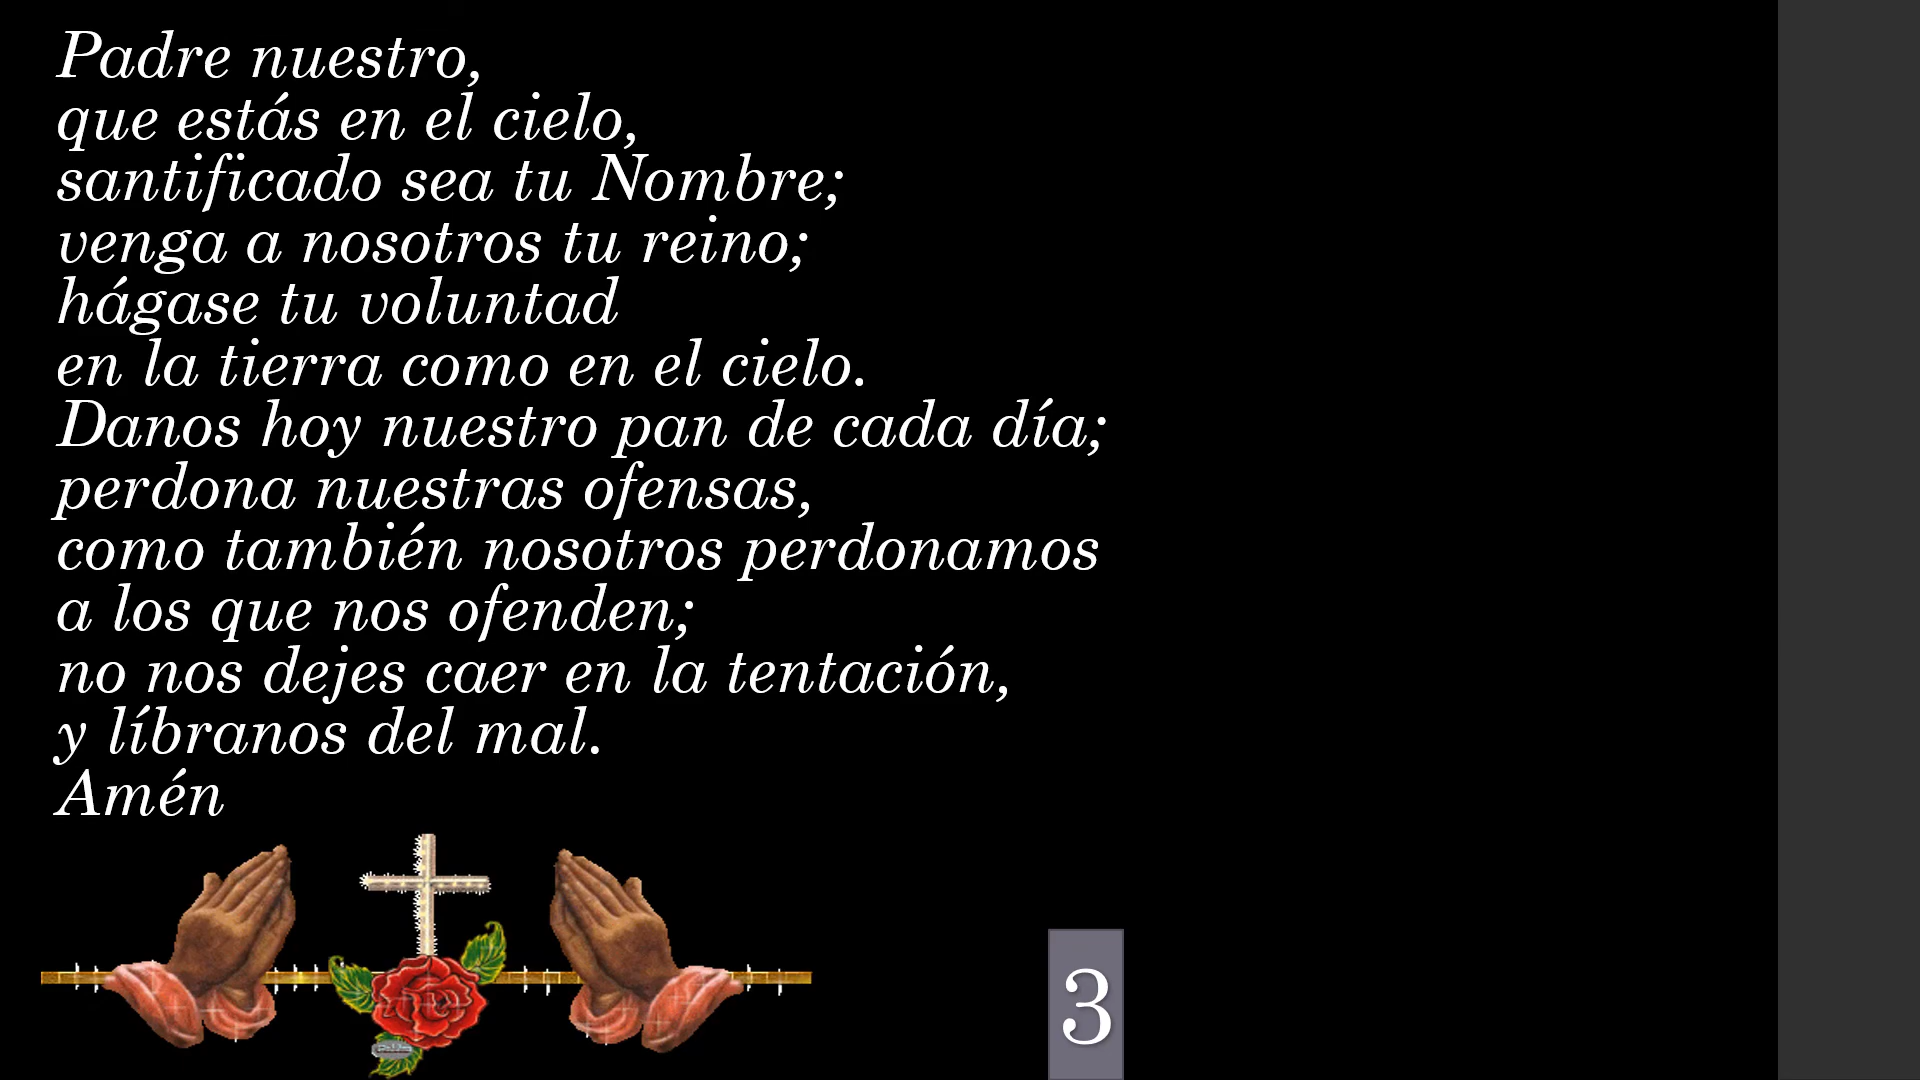 Padre nuestro,
que estás en el cielo,
santificado sea tu Nombre;
venga a nosotros tu reino;
hágase tu voluntad
en la tierra como en el cielo.
Danos hoy nuestro pan de cada día;
perdona nuestras ofensas,
como también nosotros perdonamos
a los que nos ofenden;
no nos dejes caer en la tentación,
y líbranos del mal.
Amén
3